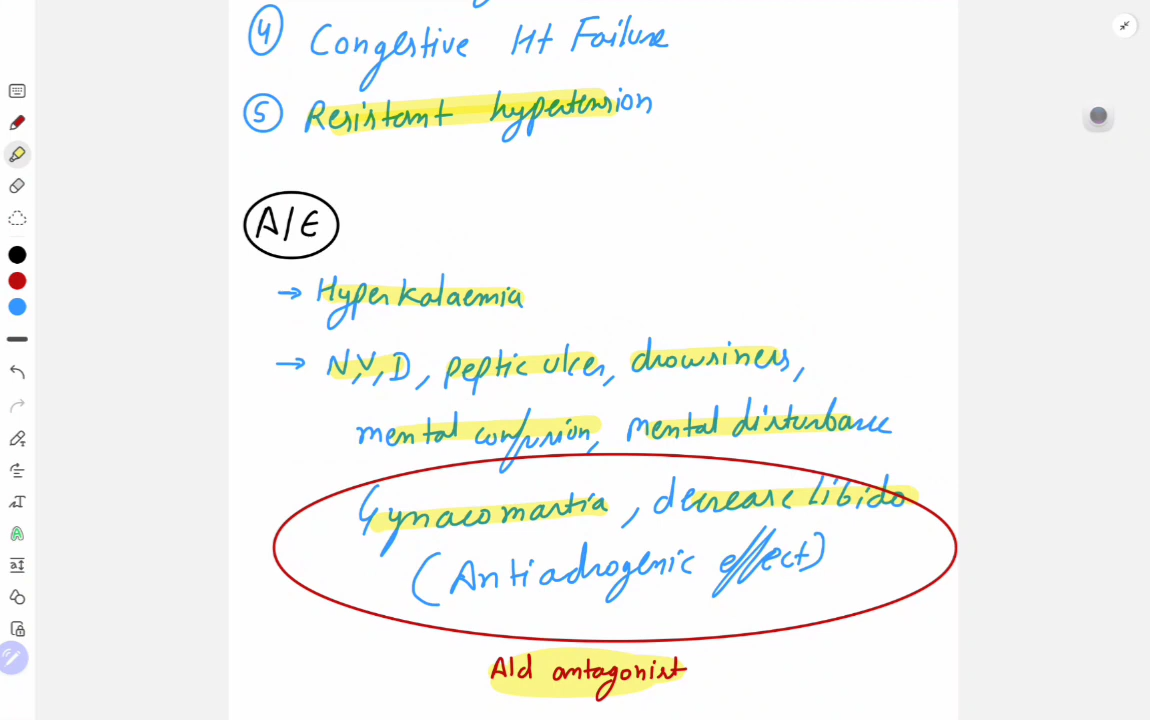 ④ Congestive Ht Failure
⑤ Resistant hypertension
A/E
→ Hyperkalaemia
→ N,V,D, peptic ulcer, drowsiness,
mental confusion, mental disturbance
Gynacomartia, decrease libido
(Antiadrogenic effect)
Ald antagonist